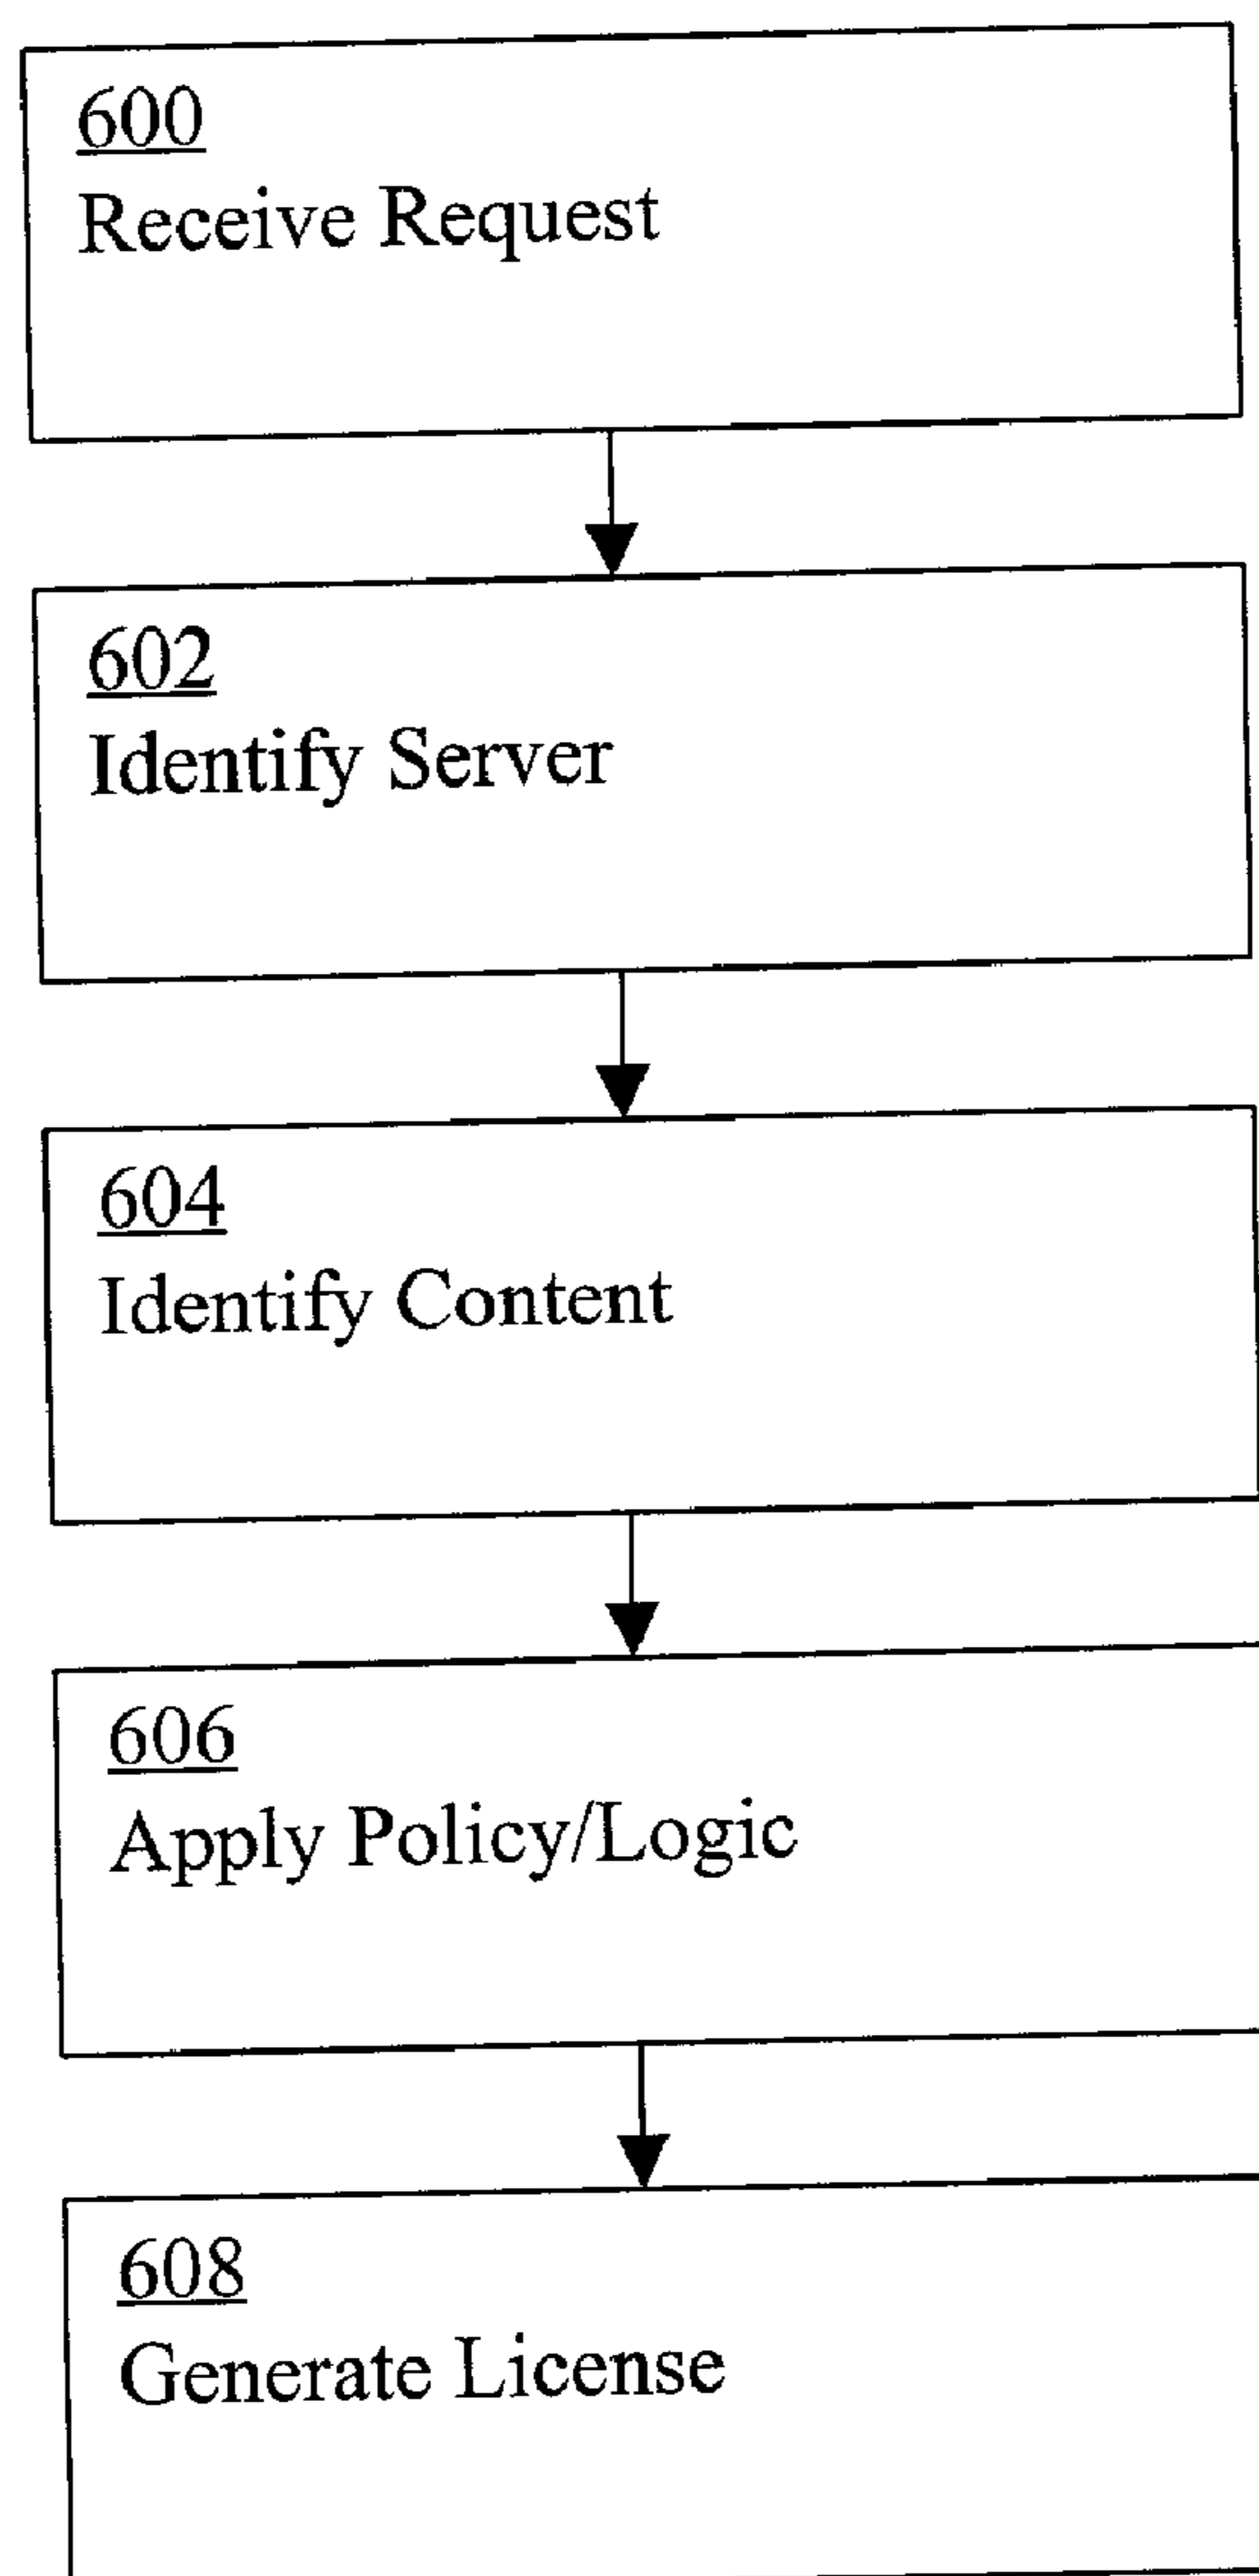 600
Receive Request
602
Identify Server
604
Identify Content
606
Apply Policy/Logic
608
Generate License